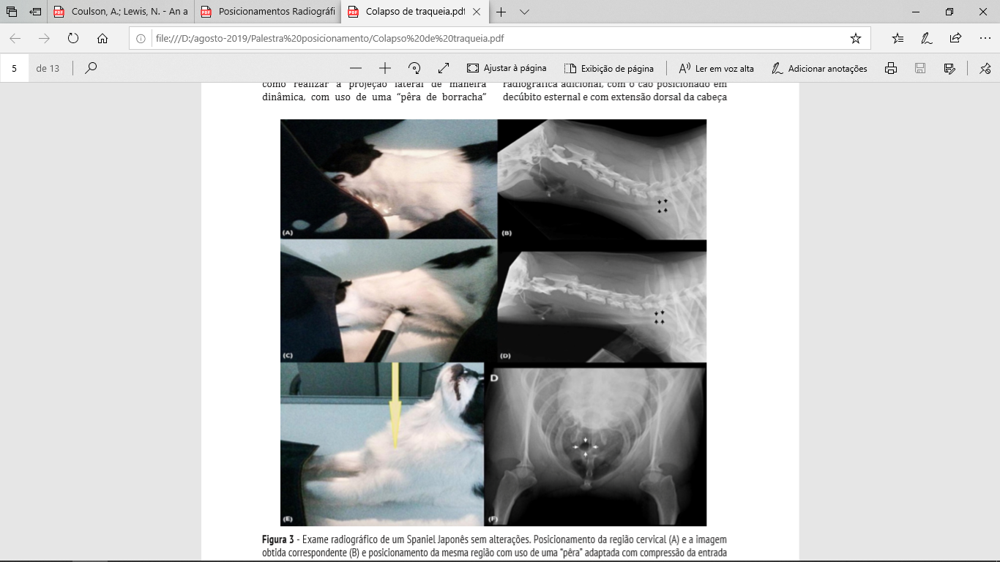 Coulson, A.; Lewis, N. - An a
Posicionamentos Radiográfi
Colapso de traqueia.pdf
file:///D:/agosto-2019/Palestra%20posicionamento/Colapso%20de%20traqueia.pdf
5 de 13
Ajustar à página
Exibição de página
Ler em voz alta
Adicionar anotações
como realizar a projeção lateral de maneira
dinâmica, com uso de uma “pêra de borracha”
radiográfica adicional, com o cão posicionado em
decúbito esternal e com extensão dorsal da cabeça
(A)
(B)
(C)
(D)
D
(E)
(F)
Figura 3 - Exame radiográfico de um Spaniel Japonês sem alterações. Posicionamento da região cervical (A) e a imagem
obtida correspondente (B) e posicionamento da mesma região com uso de uma “pêra” adaptada com compressão da entrada